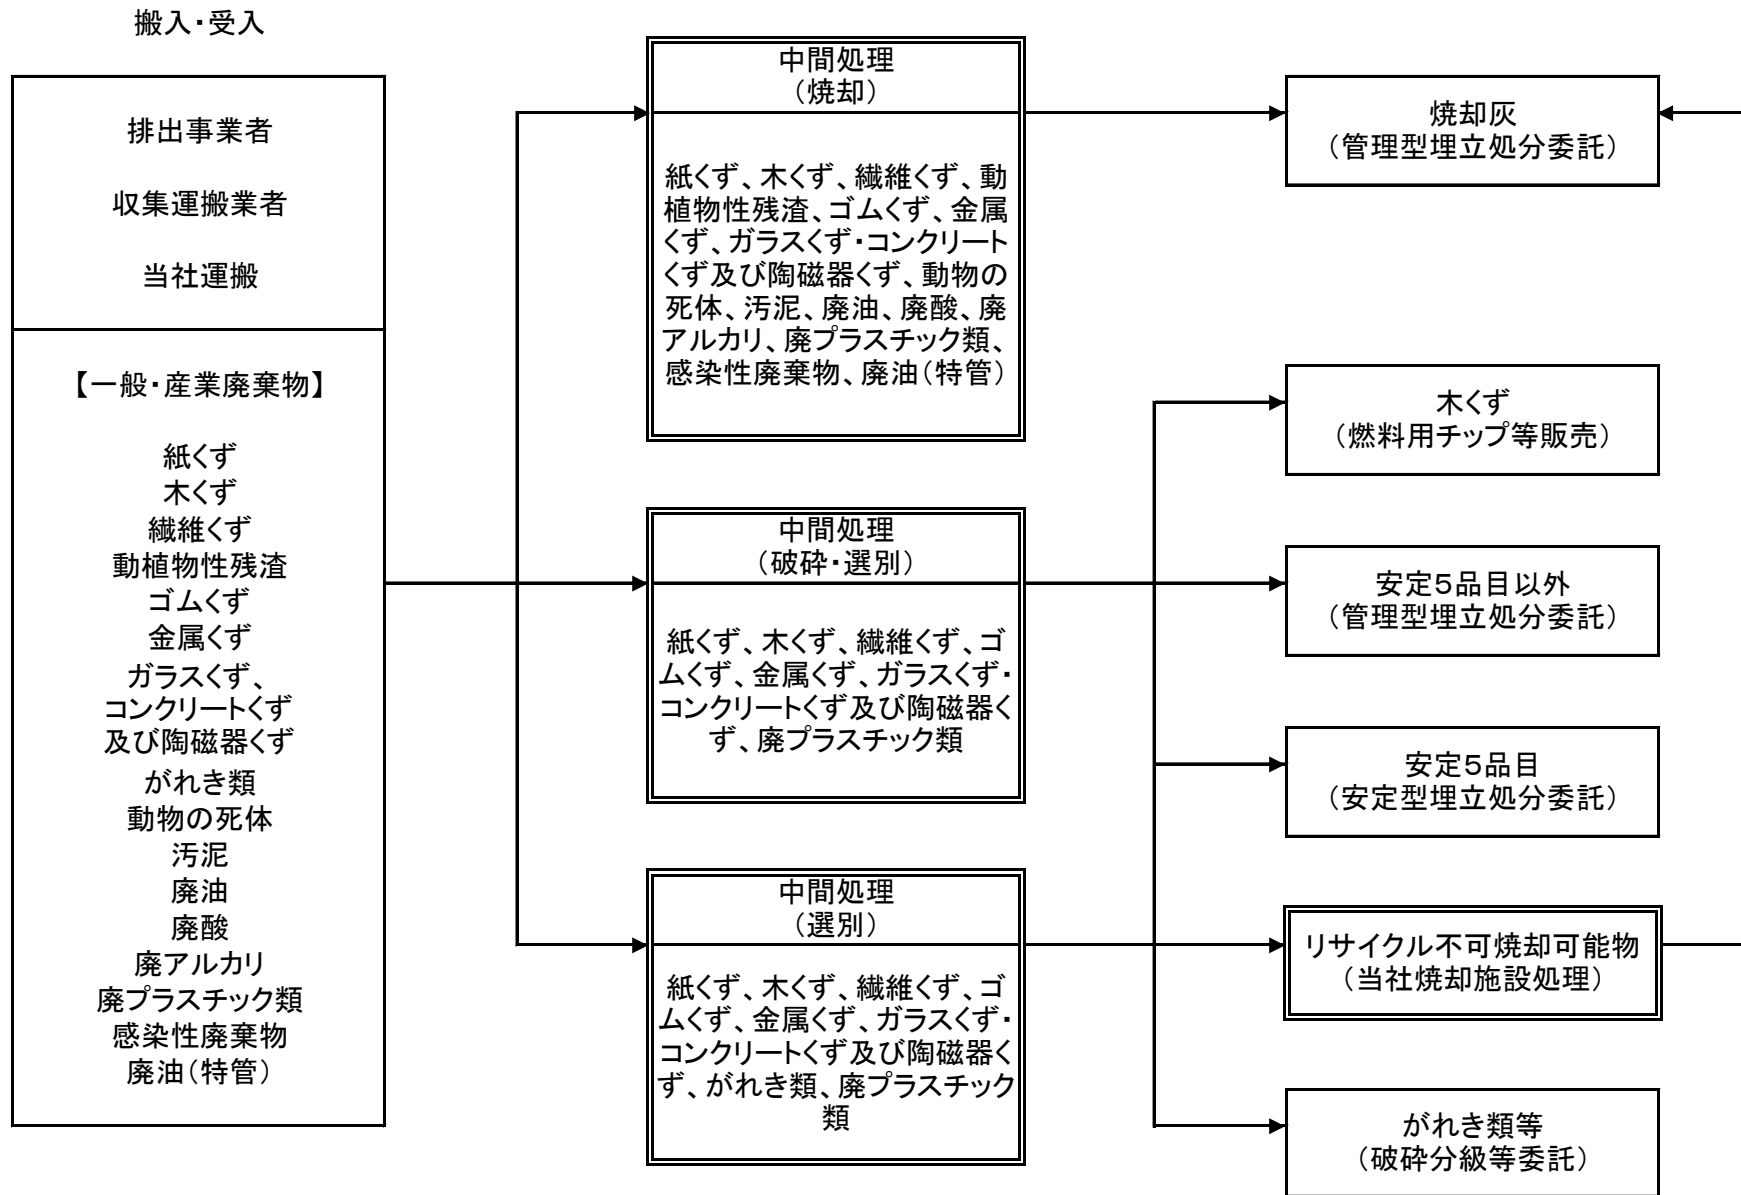 搬入・受入
排出事業者
収集運搬業者
当社運搬
【一般・産業廃棄物】
紙くず
木くず
繊維くず
動植物性残渣
ゴムくず
金属くず
ガラスくず、
コンクリートくず
及び陶磁器くず
がれき類
動物の死体
汚泥
廃油
廃酸
廃アルカリ
廃プラスチック類
感染性廃棄物
廃油（特管）
中間処理
（焼却）
紙くず、木くず、繊維くず、動
植物性残渣、ゴムくず、金属
くず、ガラスくず・コンクリート
くず及び陶磁器くず、動物の
死体、汚泥、廃油、廃酸、廃
アルカリ、廃プラスチック類、
感染性廃棄物、廃油（特管）
中間処理
（破砕・選別）
紙くず、木くず、繊維くず、ゴ
ムくず、金属くず、ガラスくず・
コンクリートくず及び陶磁器く
ず、廃プラスチック類
中間処理
（選別）
紙くず、木くず、繊維くず、ゴ
ムくず、金属くず、ガラスくず・
コンクリートくず及び陶磁器く
ず、がれき類、廃プラスチック
類
焼却灰
（管理型埋立処分委託）
木くず
（燃料用チップ等販売）
安定５品目以外
（管理型埋立処分委託）
安定５品目
（安定型埋立処分委託）
リサイクル不可焼却可能物
（当社焼却施設処理）
がれき類等
（破砕分級等委託）